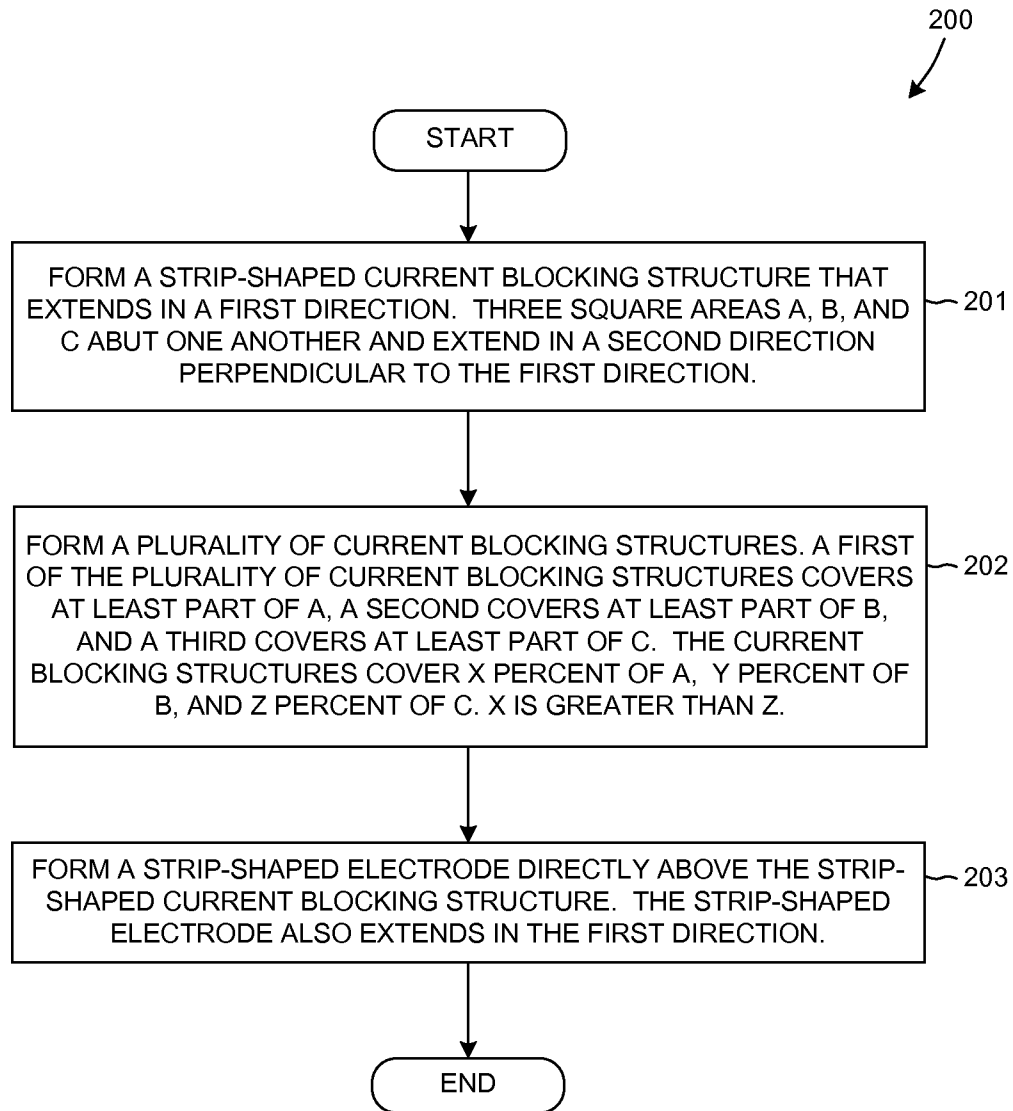 200
START
FORM A STRIP-SHAPED CURRENT BLOCKING STRUCTURE THAT
EXTENDS IN A FIRST DIRECTION. THREE SQUARE AREAS A, B, AND
C ABUT ONE ANOTHER AND EXTEND IN A SECOND DIRECTION
PERPENDICULAR TO THE FIRST DIRECTION.
201
FORM A PLURALITY OF CURRENT BLOCKING STRUCTURES. A FIRST
OF THE PLURALITY OF CURRENT BLOCKING STRUCTURES COVERS
AT LEAST PART OF A, A SECOND COVERS AT LEAST PART OF B,
AND A THIRD COVERS AT LEAST PART OF C. THE CURRENT
BLOCKING STRUCTURES COVER X PERCENT OF A, Y PERCENT OF
B, AND Z PERCENT OF C. X IS GREATER THAN Z.
202
FORM A STRIP-SHAPED ELECTRODE DIRECTLY ABOVE THE STRIP-
SHAPED CURRENT BLOCKING STRUCTURE. THE STRIP-SHAPED
ELECTRODE ALSO EXTENDS IN THE FIRST DIRECTION.
203
END